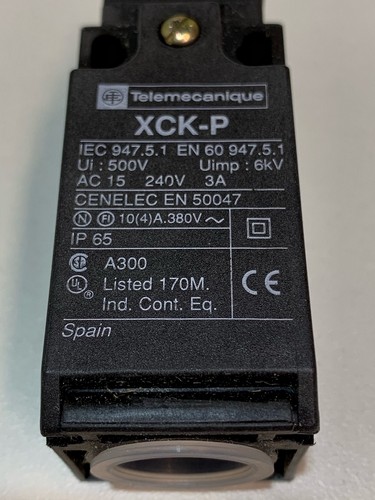 Telemecanique
XCK-P
IEC 947.5.1 EN 60 947.5.1
Ui : 500V Uimp : 6kV
AC 15 240V 3A
CENELEC EN 50047
N FI 10(4)A.380V ~
IP 65
A300
Listed 170M.
Ind. Cont. Eq.
CE
Spain